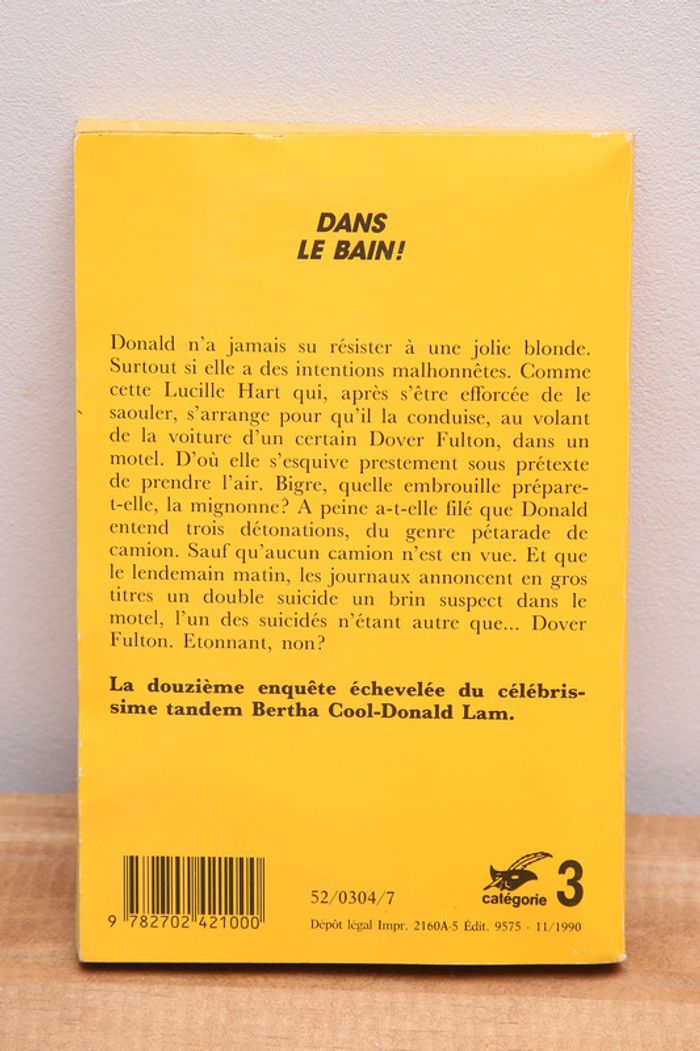 DANS
LE BAIN!
Donald n'a jamais su résister à une jolie blonde.
Surtout si elle a des intentions malhonnêtes. Comme
cette Lucille Hart qui, après s'être efforcée de le
saouler, s'arrange pour qu'il la conduise, au volant
de la voiture d'un certain Dover Fulton, dans un
motel. D'où elle s'esquive prestement sous prétexte
de prendre l'air. Bigre, quelle embrouille prépare-
t-elle, la mignonne? A peine a-t-elle filé que Donald
entend trois détonations, du genre pétarade de
camion. Sauf qu'aucun camion n'est en vue. Et que
le lendemain matin, les journaux annoncent en gros
titres un double suicide un brin suspect dans le
motel, l'un des suicidés n'étant autre que... Dover
Fulton. Etonnant, non?
La douzième enquête échevelée du célébris-
sime tandem Bertha Cool-Donald Lam.
9 782702 421000
52/0304/7
catégorie 3
Dépôt légal Impr. 2160A-5 Édit. 9575 - 11/1990